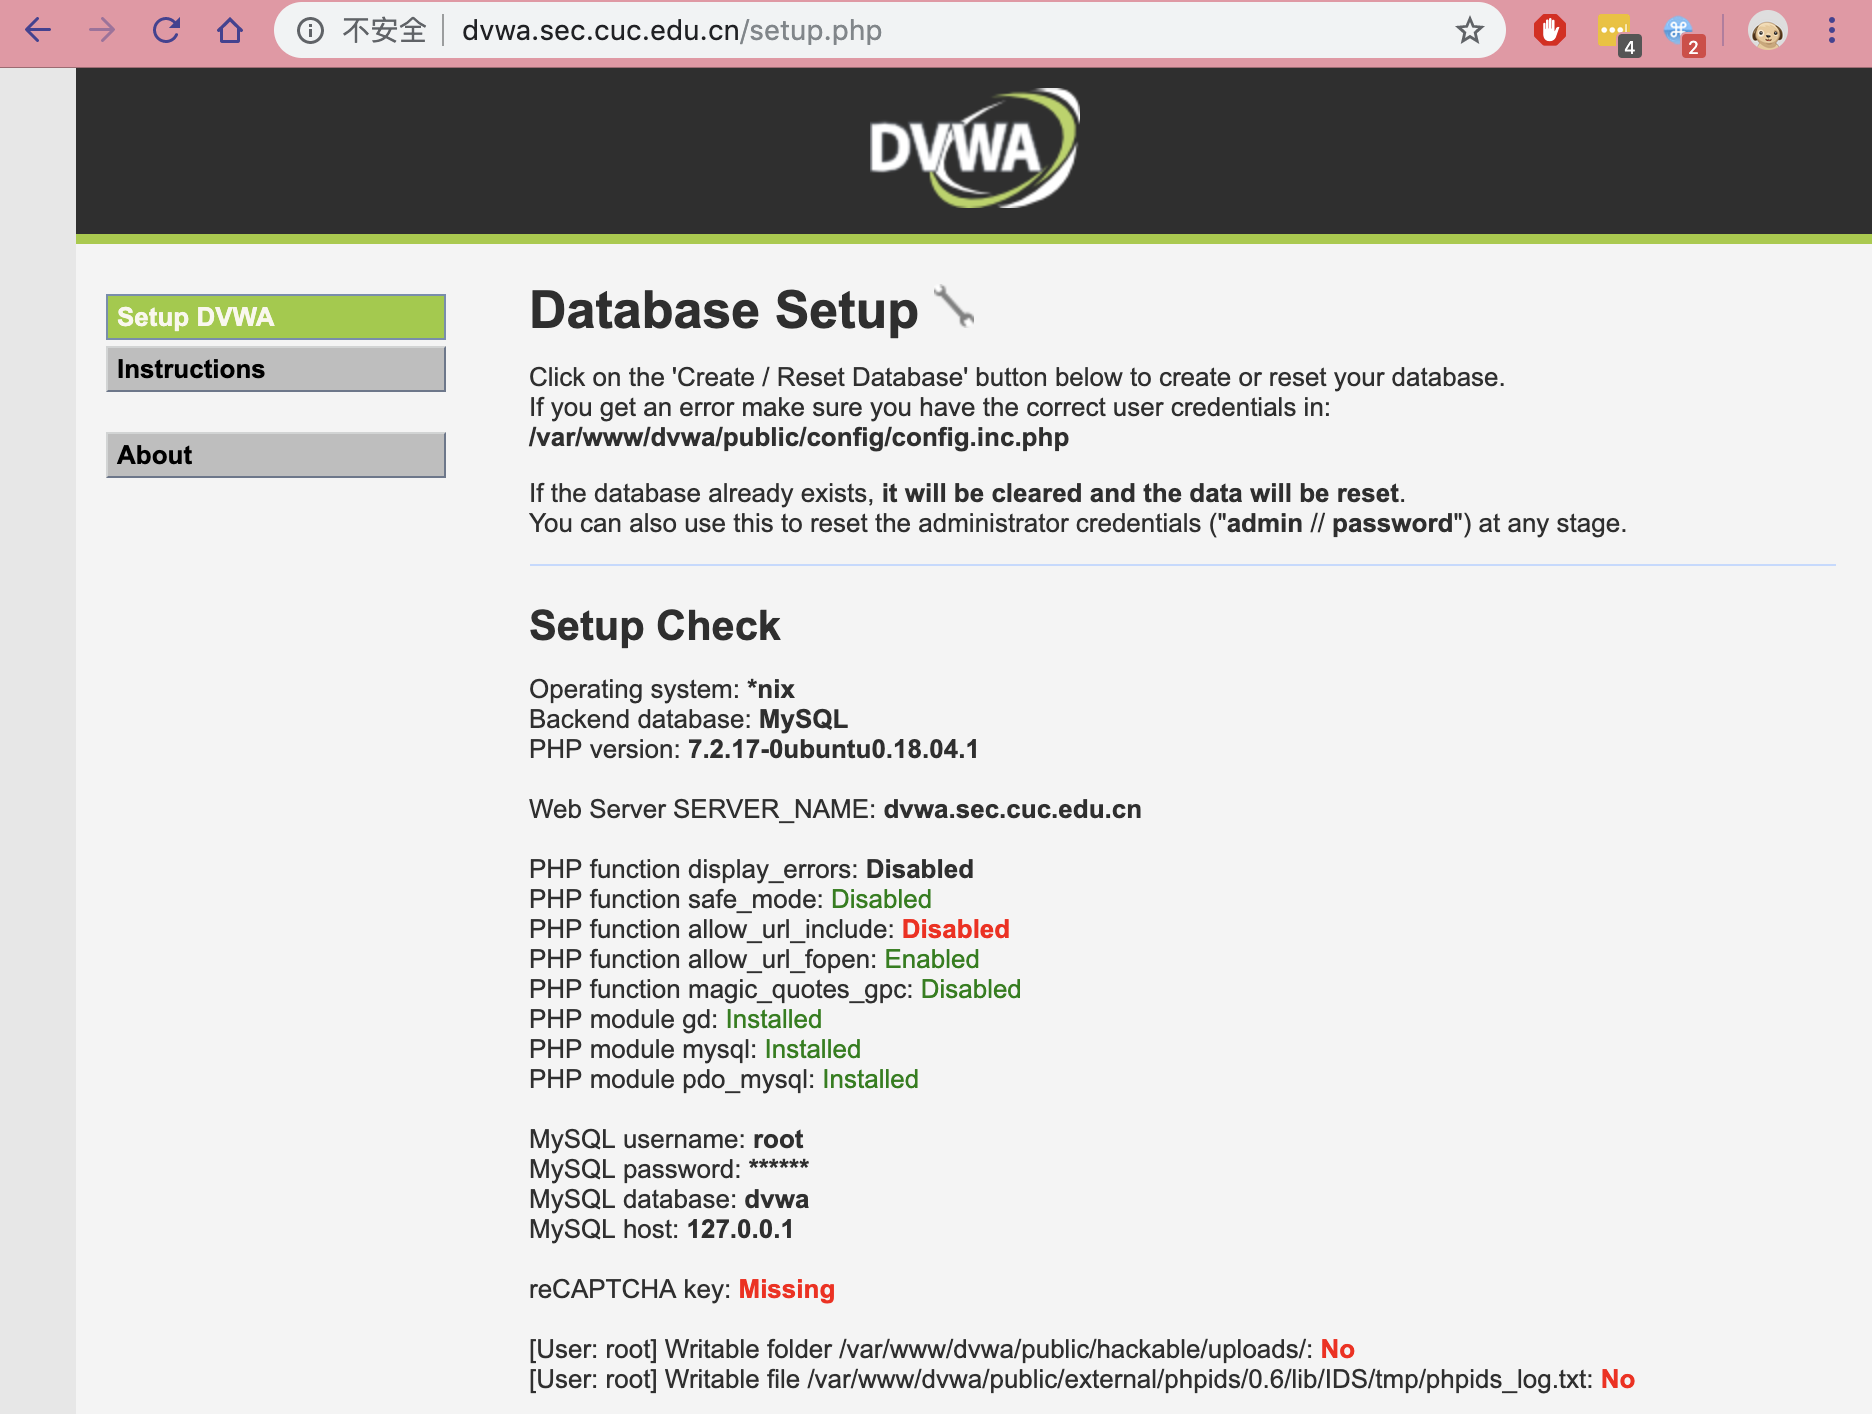 不安全 dvwa.sec.cuc.edu.cn/setup.php
4
2
DVWA
Setup DVWA
Instructions
About
Database Setup
Click on the 'Create / Reset Database' button below to create or reset your database.
If you get an error make sure you have the correct user credentials in:
/var/www/dvwa/public/config/config.inc.php
If the database already exists, it will be cleared and the data will be reset.
You can also use this to reset the administrator credentials ("admin // password") at any stage.
Setup Check
Operating system: *nix
Backend database: MySQL
PHP version: 7.2.17-0ubuntu0.18.04.1
Web Server SERVER_NAME: dvwa.sec.cuc.edu.cn
PHP function display_errors: Disabled
PHP function safe_mode: Disabled
PHP function allow_url_include: Disabled
PHP function allow_url_fopen: Enabled
PHP function magic_quotes_gpc: Disabled
PHP module gd: Installed
PHP module mysql: Installed
PHP module pdo_mysql: Installed
MySQL username: root
MySQL password: ******
MySQL database: dvwa
MySQL host: 127.0.0.1
reCAPTCHA key: Missing
[User: root] Writable folder /var/www/dvwa/public/hackable/uploads/: No
[User: root] Writable file /var/www/dvwa/public/external/phpids/0.6/lib/IDS/tmp/phpids_log.txt: No